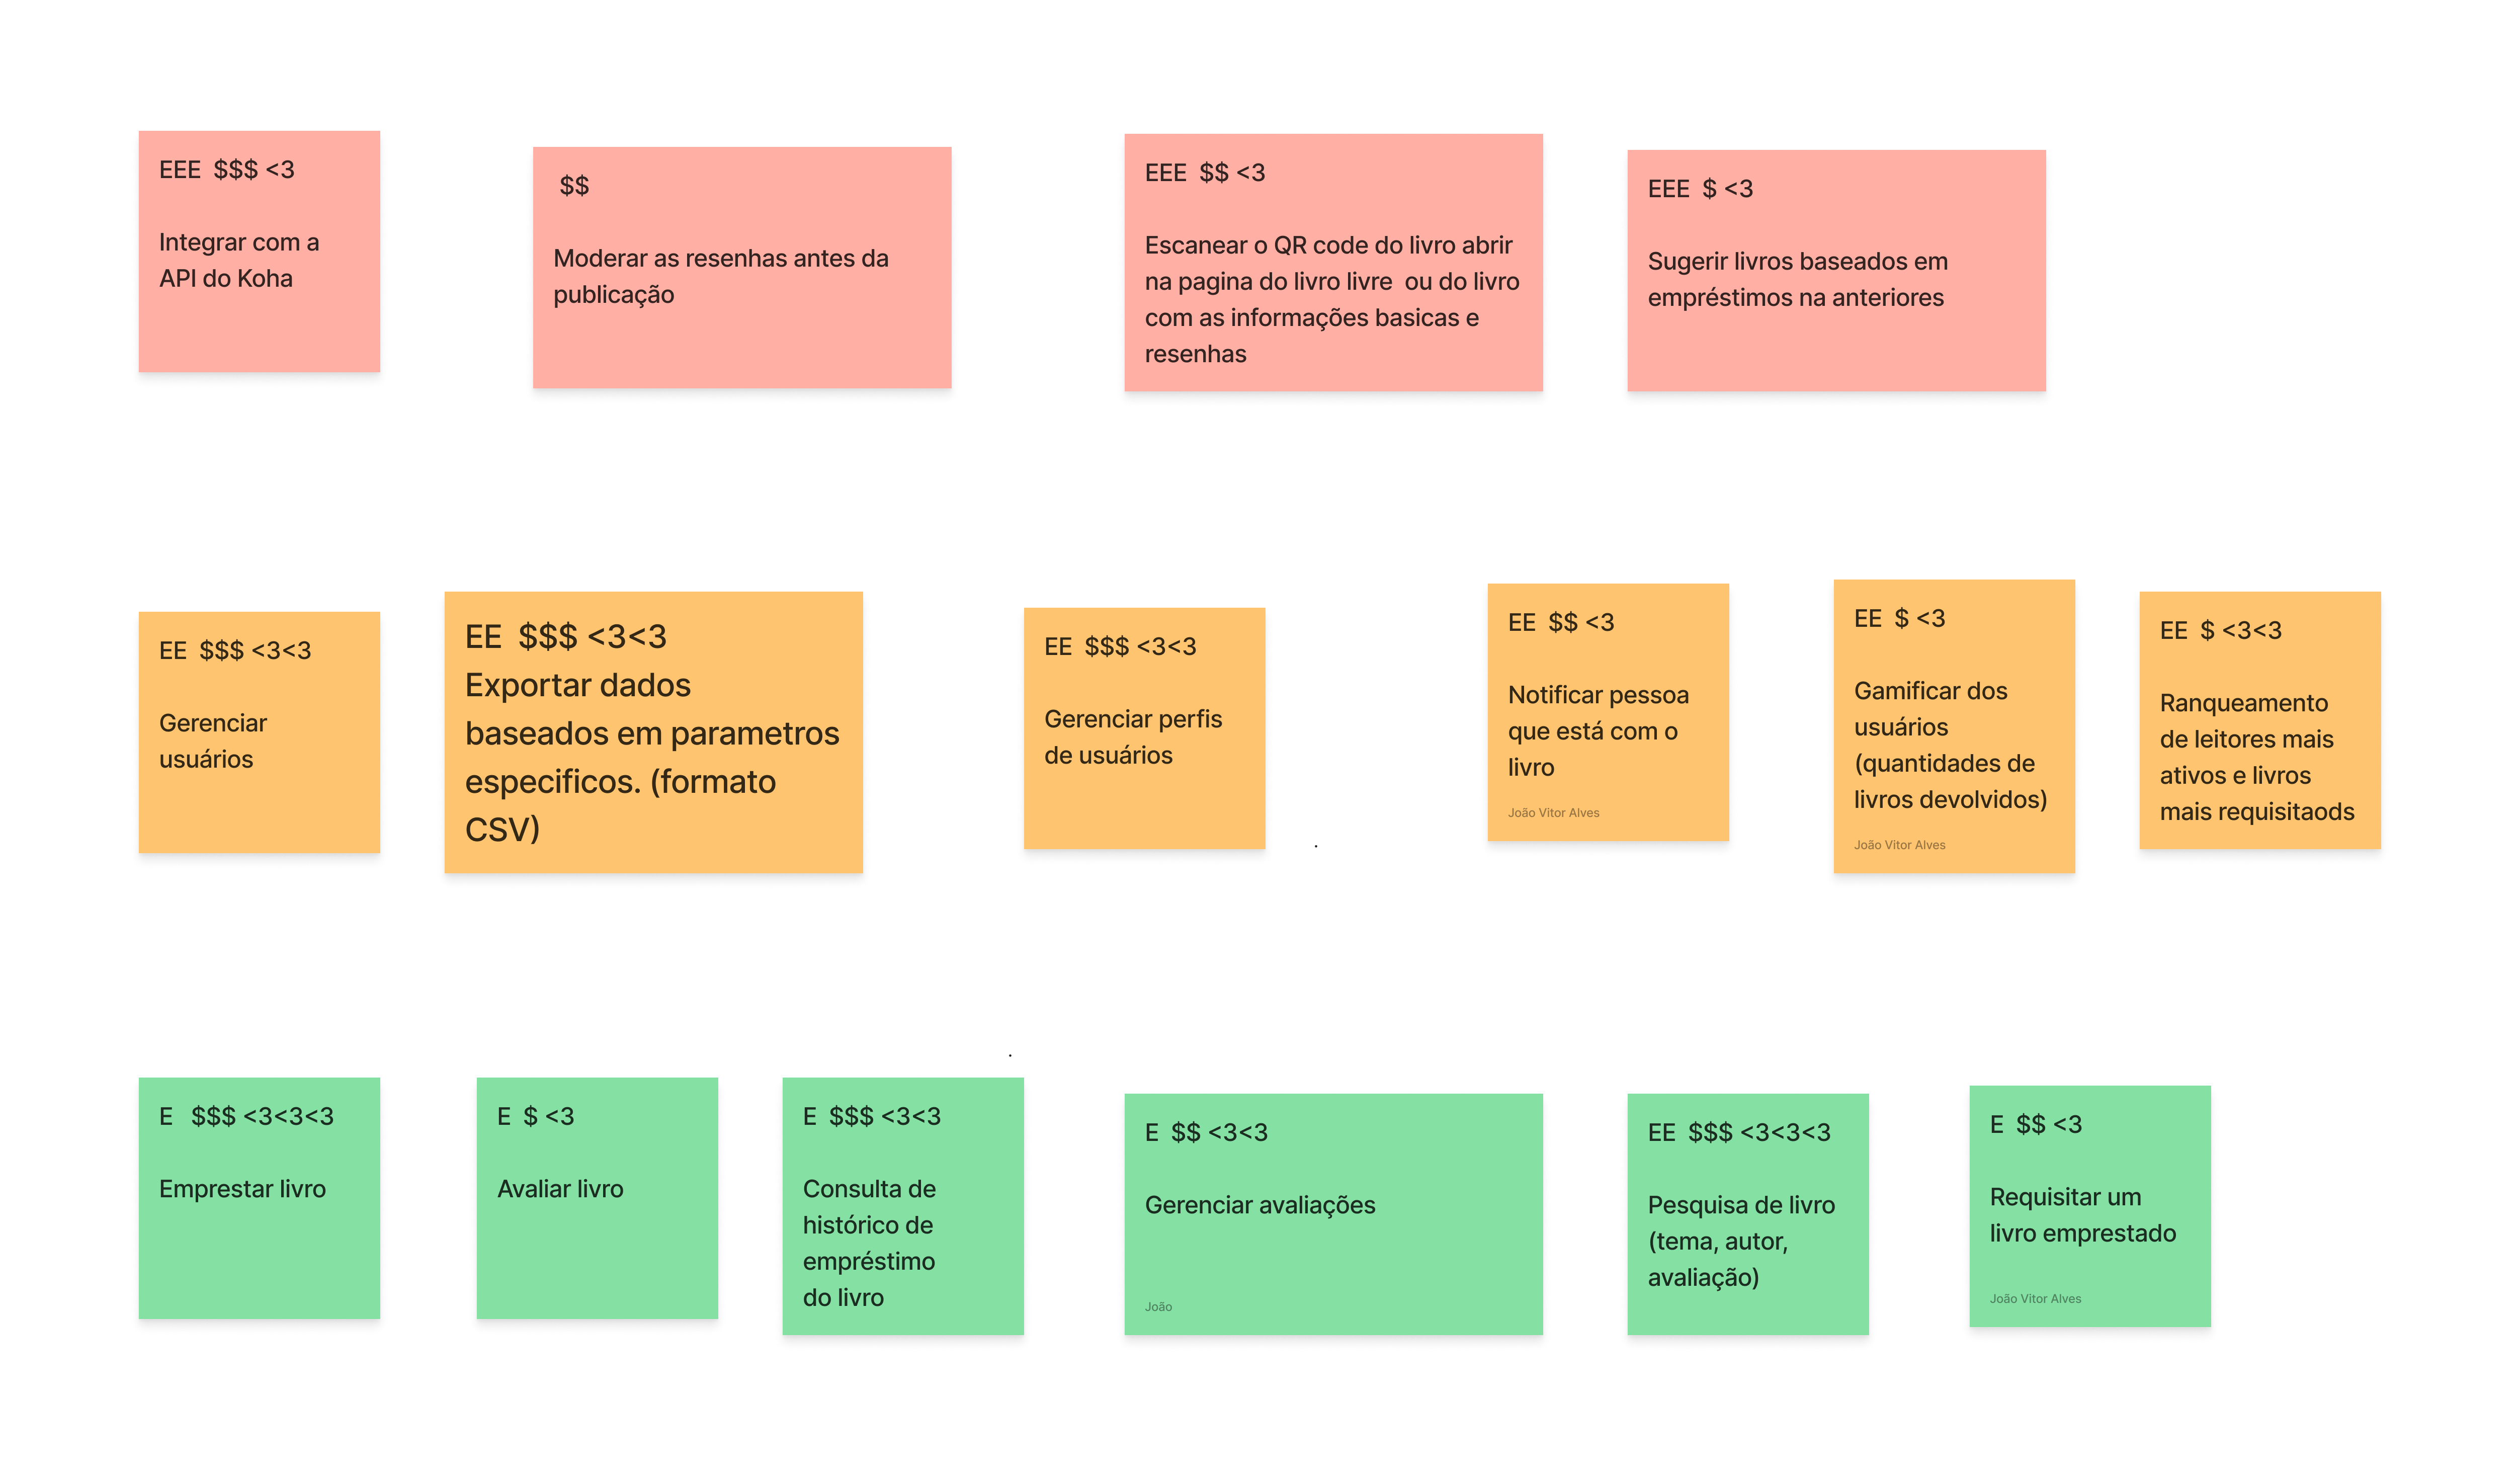 EEE  $$$ <3
Integrar com a
API do Koha
$$
Moderar as resenhas antes da
publicação
EEE  $$ <3
Escanear o QR code do livro abrir
na pagina do livro livre  ou do livro
com as informações basicas e
resenhas
EEE  $ <3
Sugerir livros baseados em
empréstimos na anteriores
EE  $$$ <3<3
Gerenciar
usuários
EE  $$$ <3<3
Exportar dados
baseados em parametros
especificos. (formato
CSV)
EE  $$$ <3<3
Gerenciar perfis
de usuários
.
EE  $$ <3
Notificar pessoa
que está com o
livro
João Vitor Alves
EE  $ <3
Gamificar dos
usuários
(quantidades de
livros devolvidos)
João Vitor Alves
EE  $ <3<3
Ranqueamento
de leitores mais
ativos e livros
mais requisitaods
.
E   $$$ <3<3<3
Emprestar livro
E  $ <3
Avaliar livro
E  $$$ <3<3
Consulta de
histórico de
empréstimo
do livro
E  $$ <3<3
Gerenciar avaliações
João
EE  $$$ <3<3<3
Pesquisa de livro
(tema, autor,
avaliação)
E  $$ <3
Requisitar um
livro emprestado
João Vitor Alves